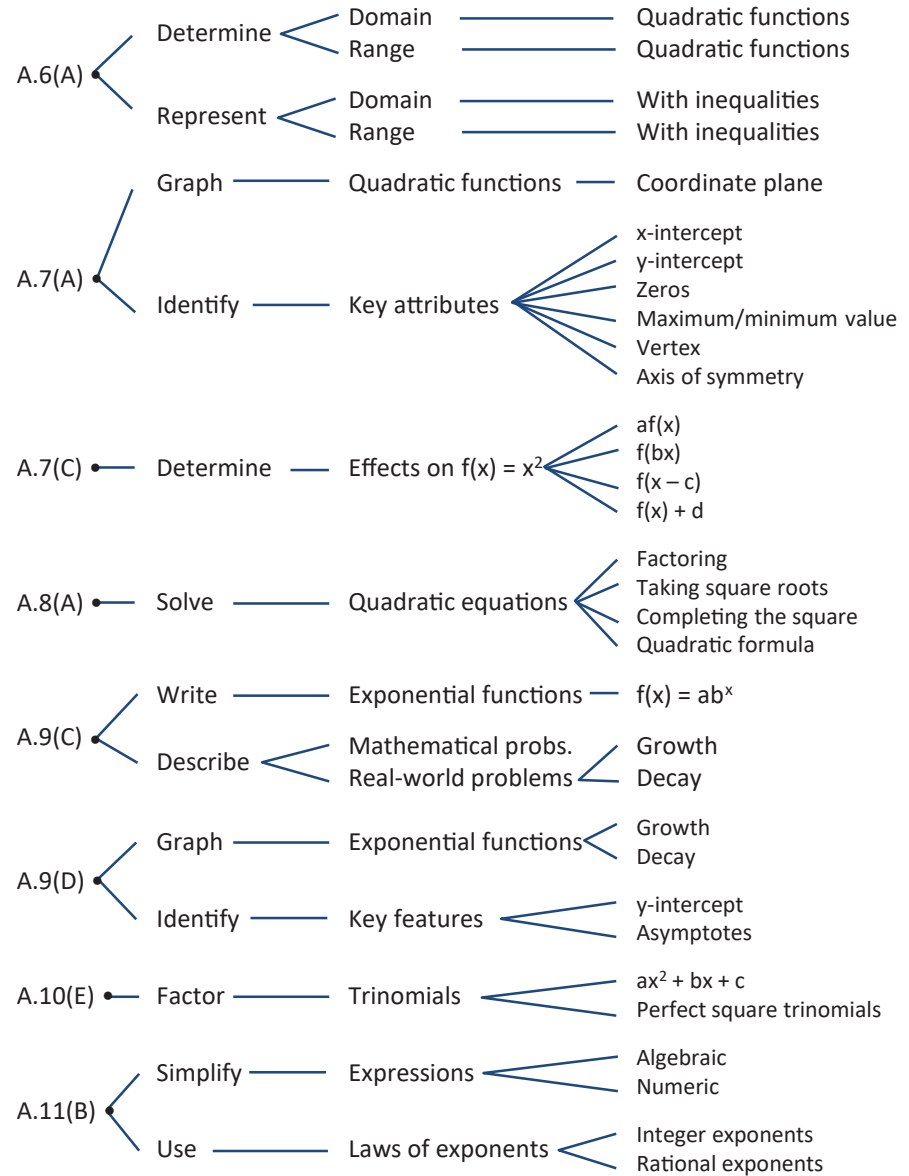 Determine Domain Quadratic functions
Range Quadratic functions
A.6(A)
Represent Domain With inequalities
Range With inequalities
Graph Quadratic functions Coordinate plane
A.7(A)
Identify Key attributes
x-intercept
y-intercept
Zeros
Maximum/minimum value
Vertex
Axis of symmetry
A.7(C) Determine Effects on f(x) = x²
af(x)
f(bx)
f(x – c)
f(x) + d
A.8(A) Solve Quadratic equations
Factoring
Taking square roots
Completing the square
Quadratic formula
A.9(C)
Write Exponential functions f(x) = abˣ
Describe Mathematical probs.
Real-world problems
Growth
Decay
A.9(D)
Graph Exponential functions
Growth
Decay
Identify Key features
y-intercept
Asymptotes
A.10(E) Factor Trinomials
ax² + bx + c
Perfect square trinomials
A.11(B)
Simplify Expressions
Algebraic
Numeric
Use Laws of exponents
Integer exponents
Rational exponents